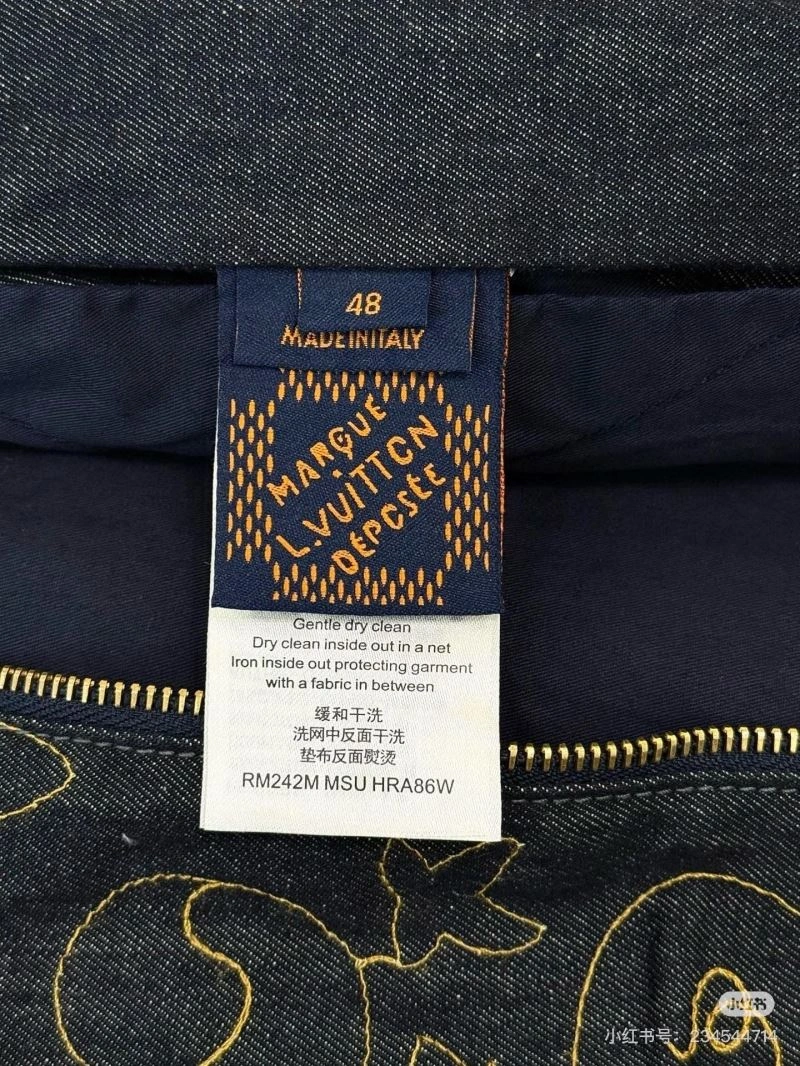 48
MADEINITALY
MARQUE
L.VUITTON
DÉPOSÉE
Gentle dry clean
Dry clean inside out in a net
Iron inside out protecting garment
with a fabric in between
缓和干洗
洗网中反面干洗
垫布反面熨烫
RM242M MSU HRA86W
小红书
小红书号：234544714